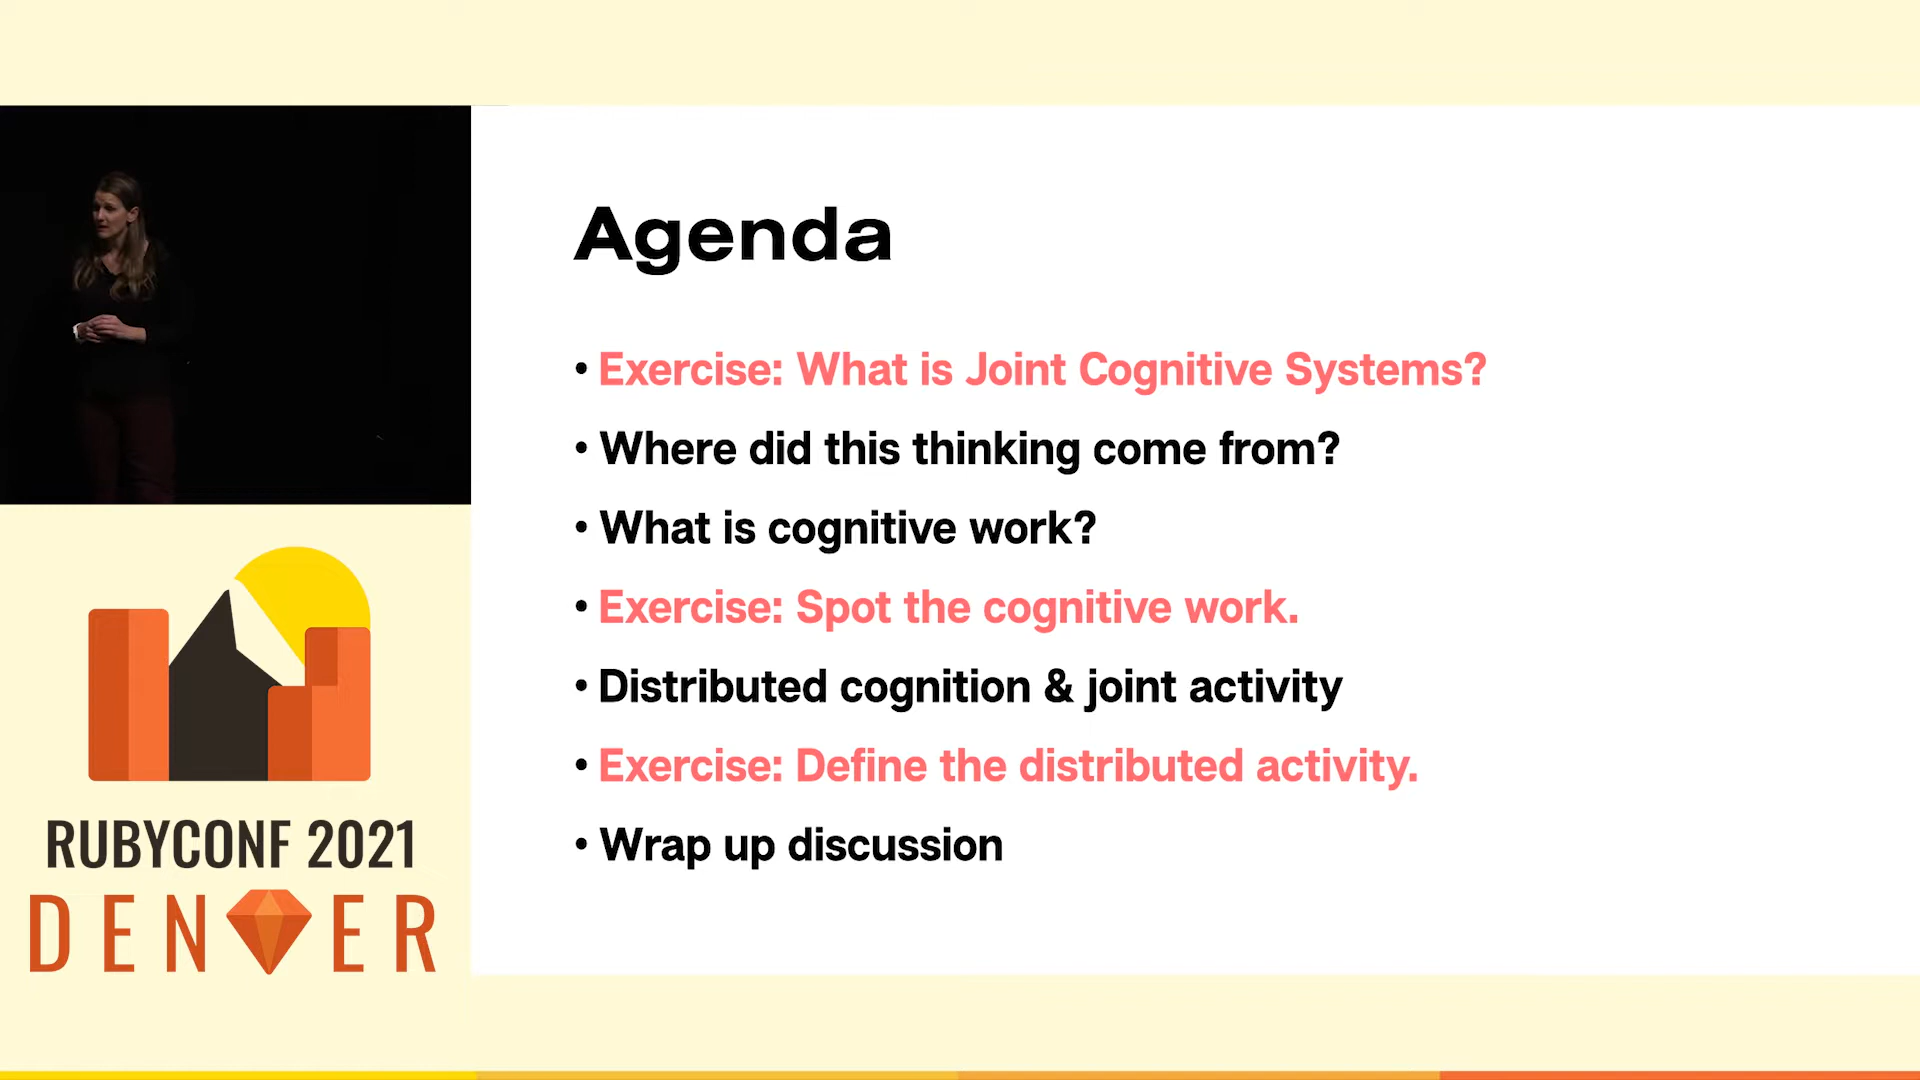 Agenda
• Exercise: What is Joint Cognitive Systems?
• Where did this thinking come from?
• What is cognitive work?
• Exercise: Spot the cognitive work.
• Distributed cognition & joint activity
• Exercise: Define the distributed activity.
• Wrap up discussion
RUBYCONF 2021
DENVER